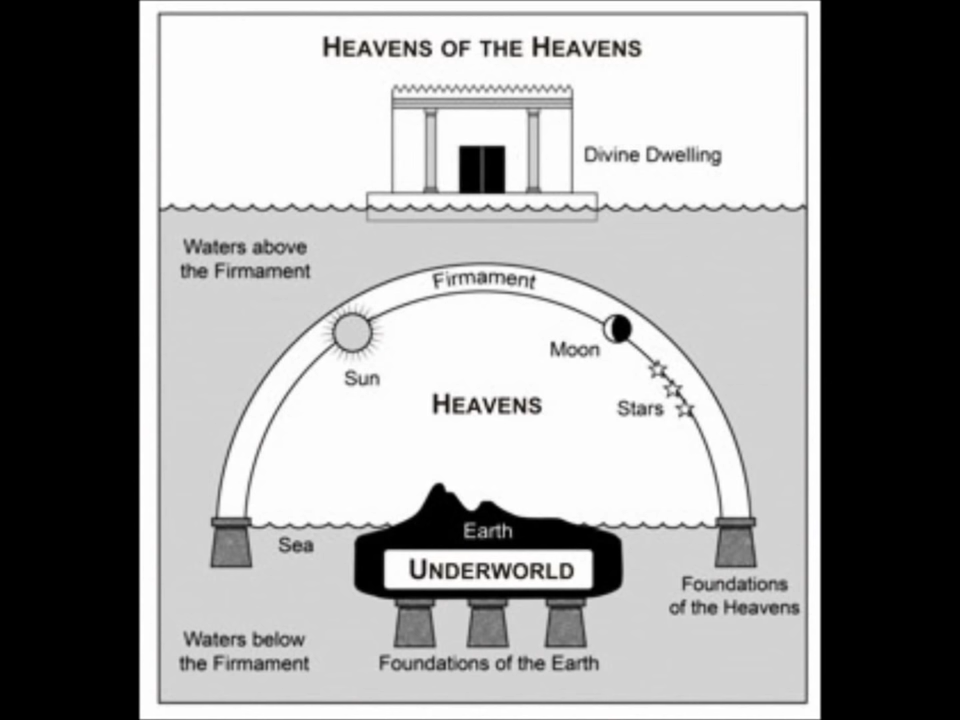 HEAVENS OF THE HEAVENS
Divine Dwelling
Waters above
the Firmament
Firmament
Sun
Moon
Stars
HEAVENS
Earth
Sea
UNDERWORLD
Foundations
of the Heavens
Waters below
the Firmament
Foundations of the Earth